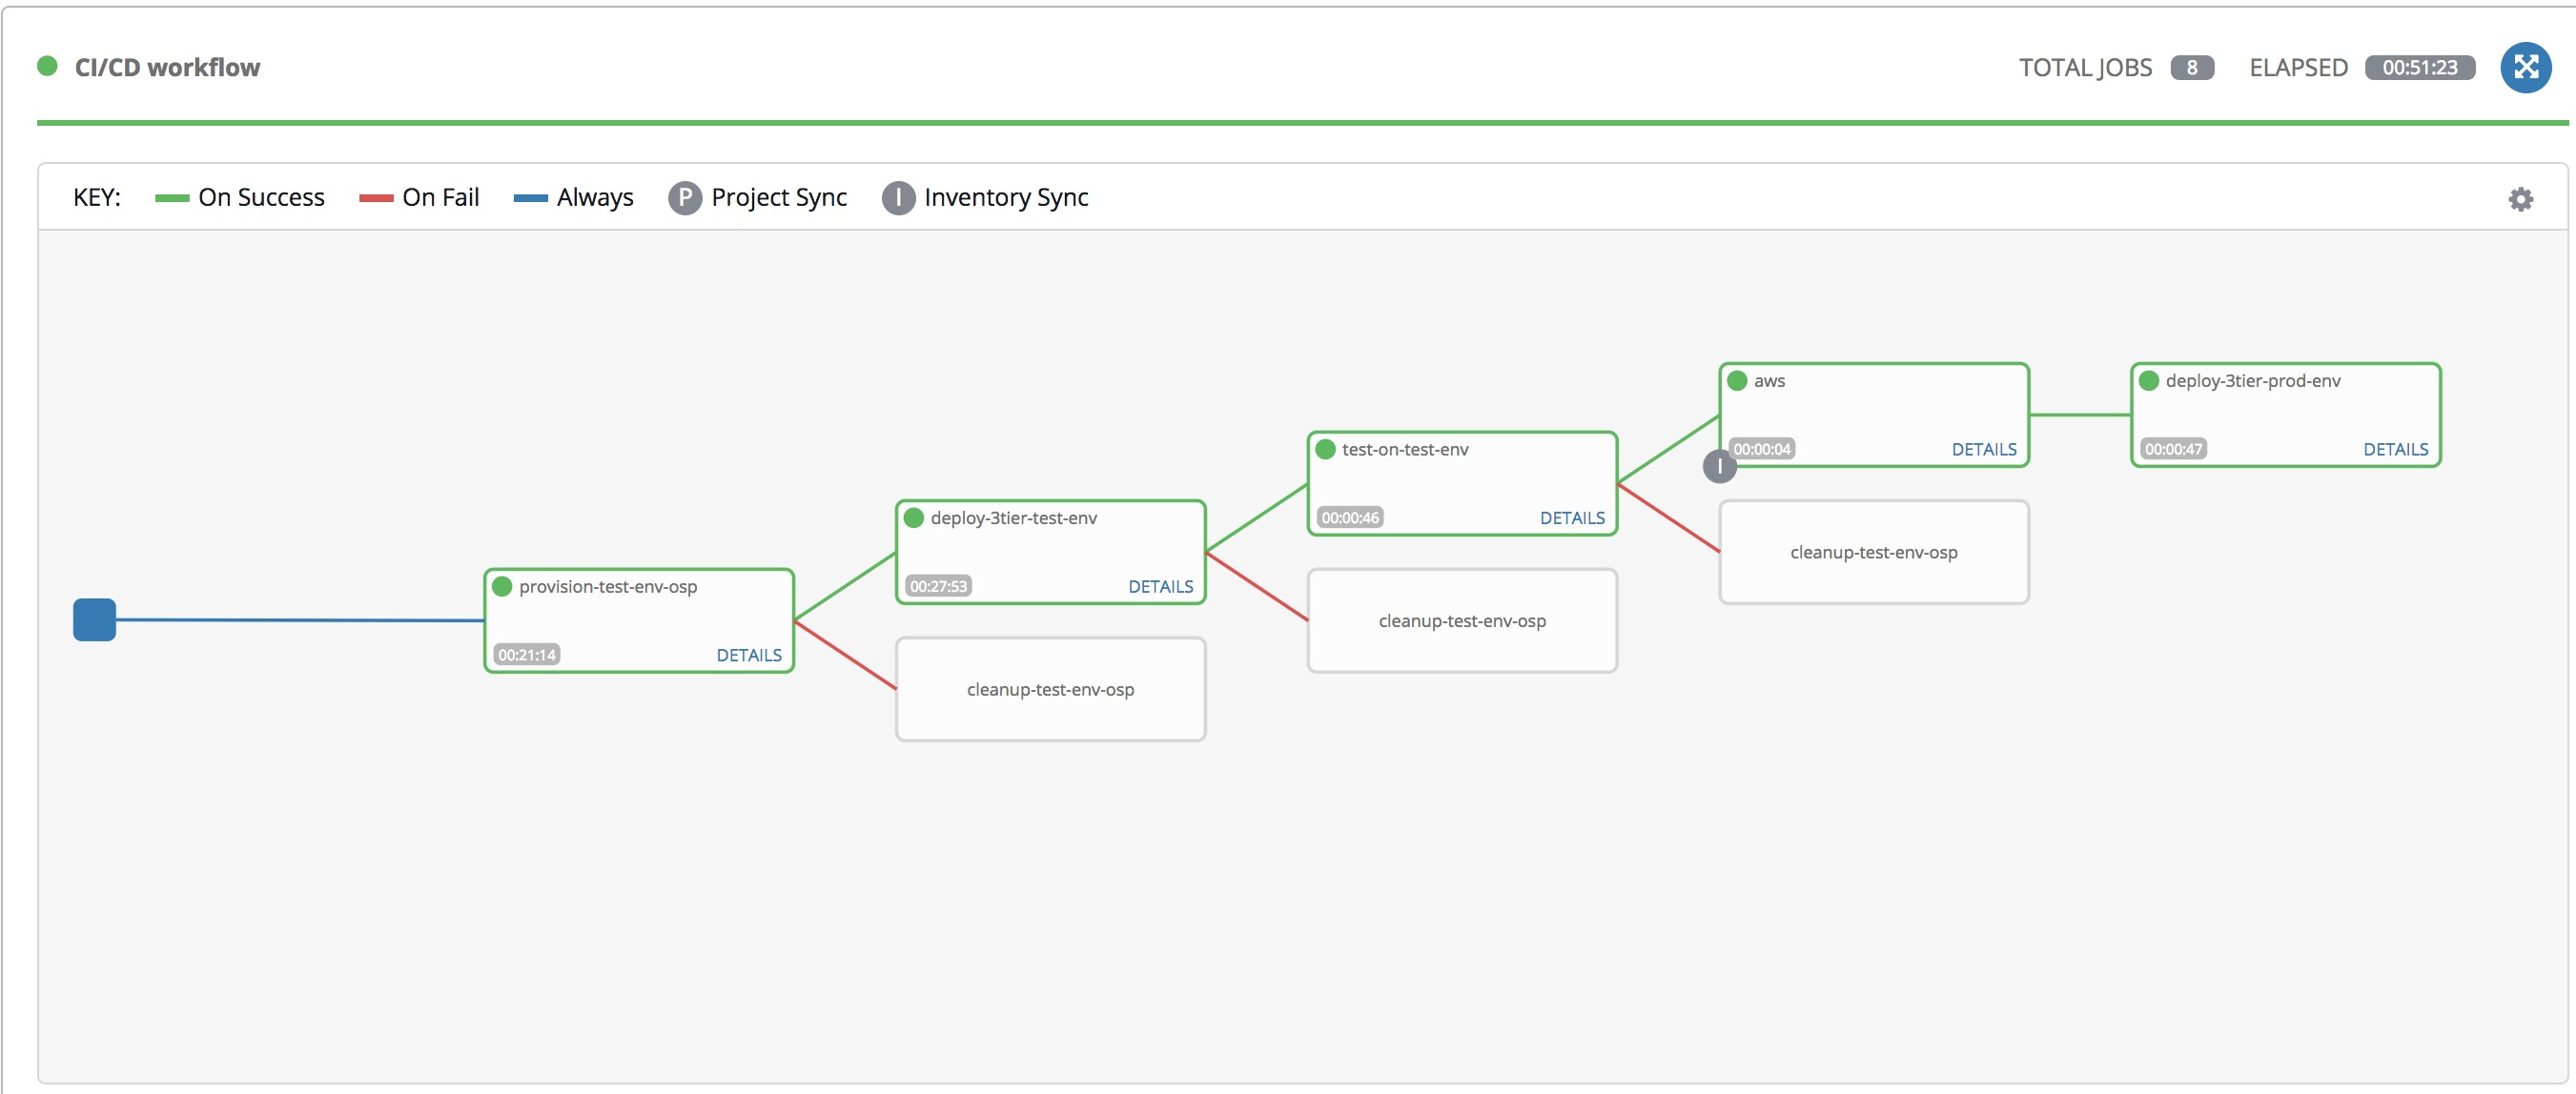 CI/CD workflow
TOTAL JOBS 8 ELAPSED 00:51:23
KEY: On Success On Fail Always P Project Sync I Inventory Sync
provision-test-env-osp
00:21:14 DETAILS
deploy-3tier-test-env
00:27:53 DETAILS
cleanup-test-env-osp
test-on-test-env
00:00:46 DETAILS
cleanup-test-env-osp
aws
00:00:04 DETAILS
I
cleanup-test-env-osp
deploy-3tier-prod-env
00:00:47 DETAILS